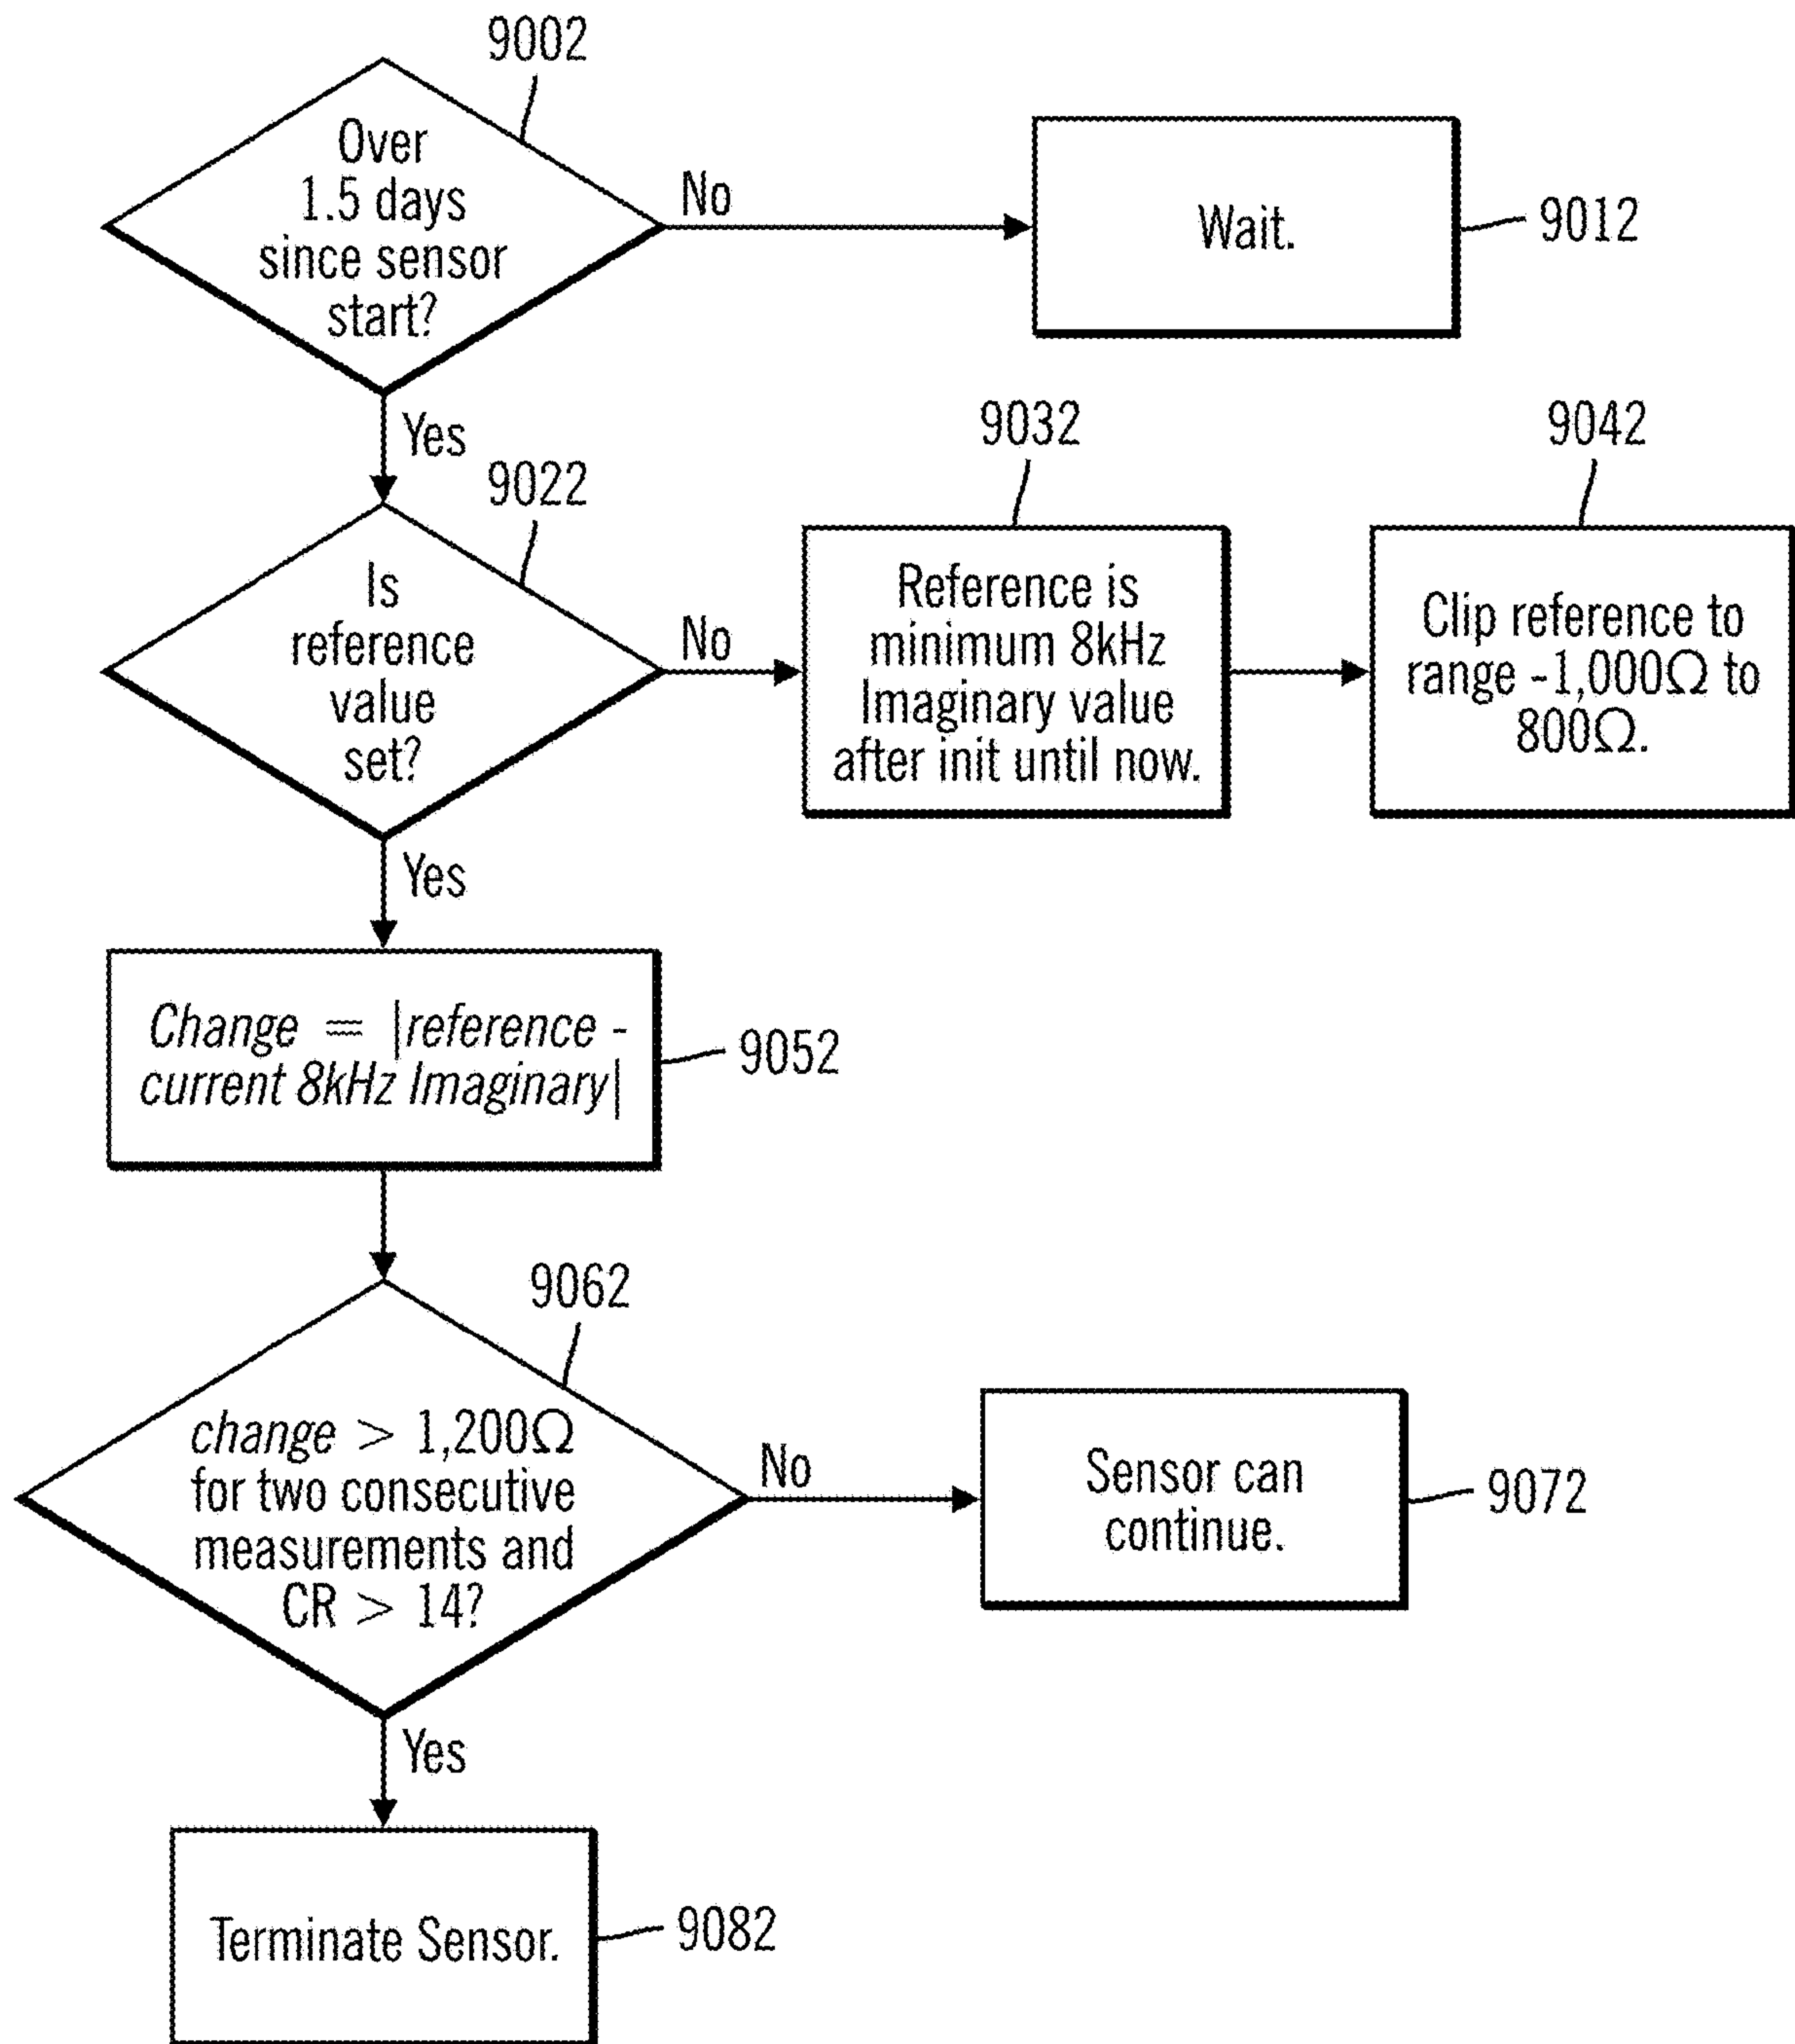 9002
Over
1.5 days
since sensor
start?
No
Wait.
9012
Yes
9022
Is
reference
value
set?
No
9032
Reference is
minimum 8kHz
Imaginary value
after init until now.
9042
Clip reference to
range -1,000Ω to
800Ω.
Yes
Change = |reference -
current 8kHz Imaginary|
9052
9062
change > 1,200Ω
for two consecutive
measurements and
CR > 14?
No
Sensor can
continue.
9072
Yes
Terminate Sensor.
9082